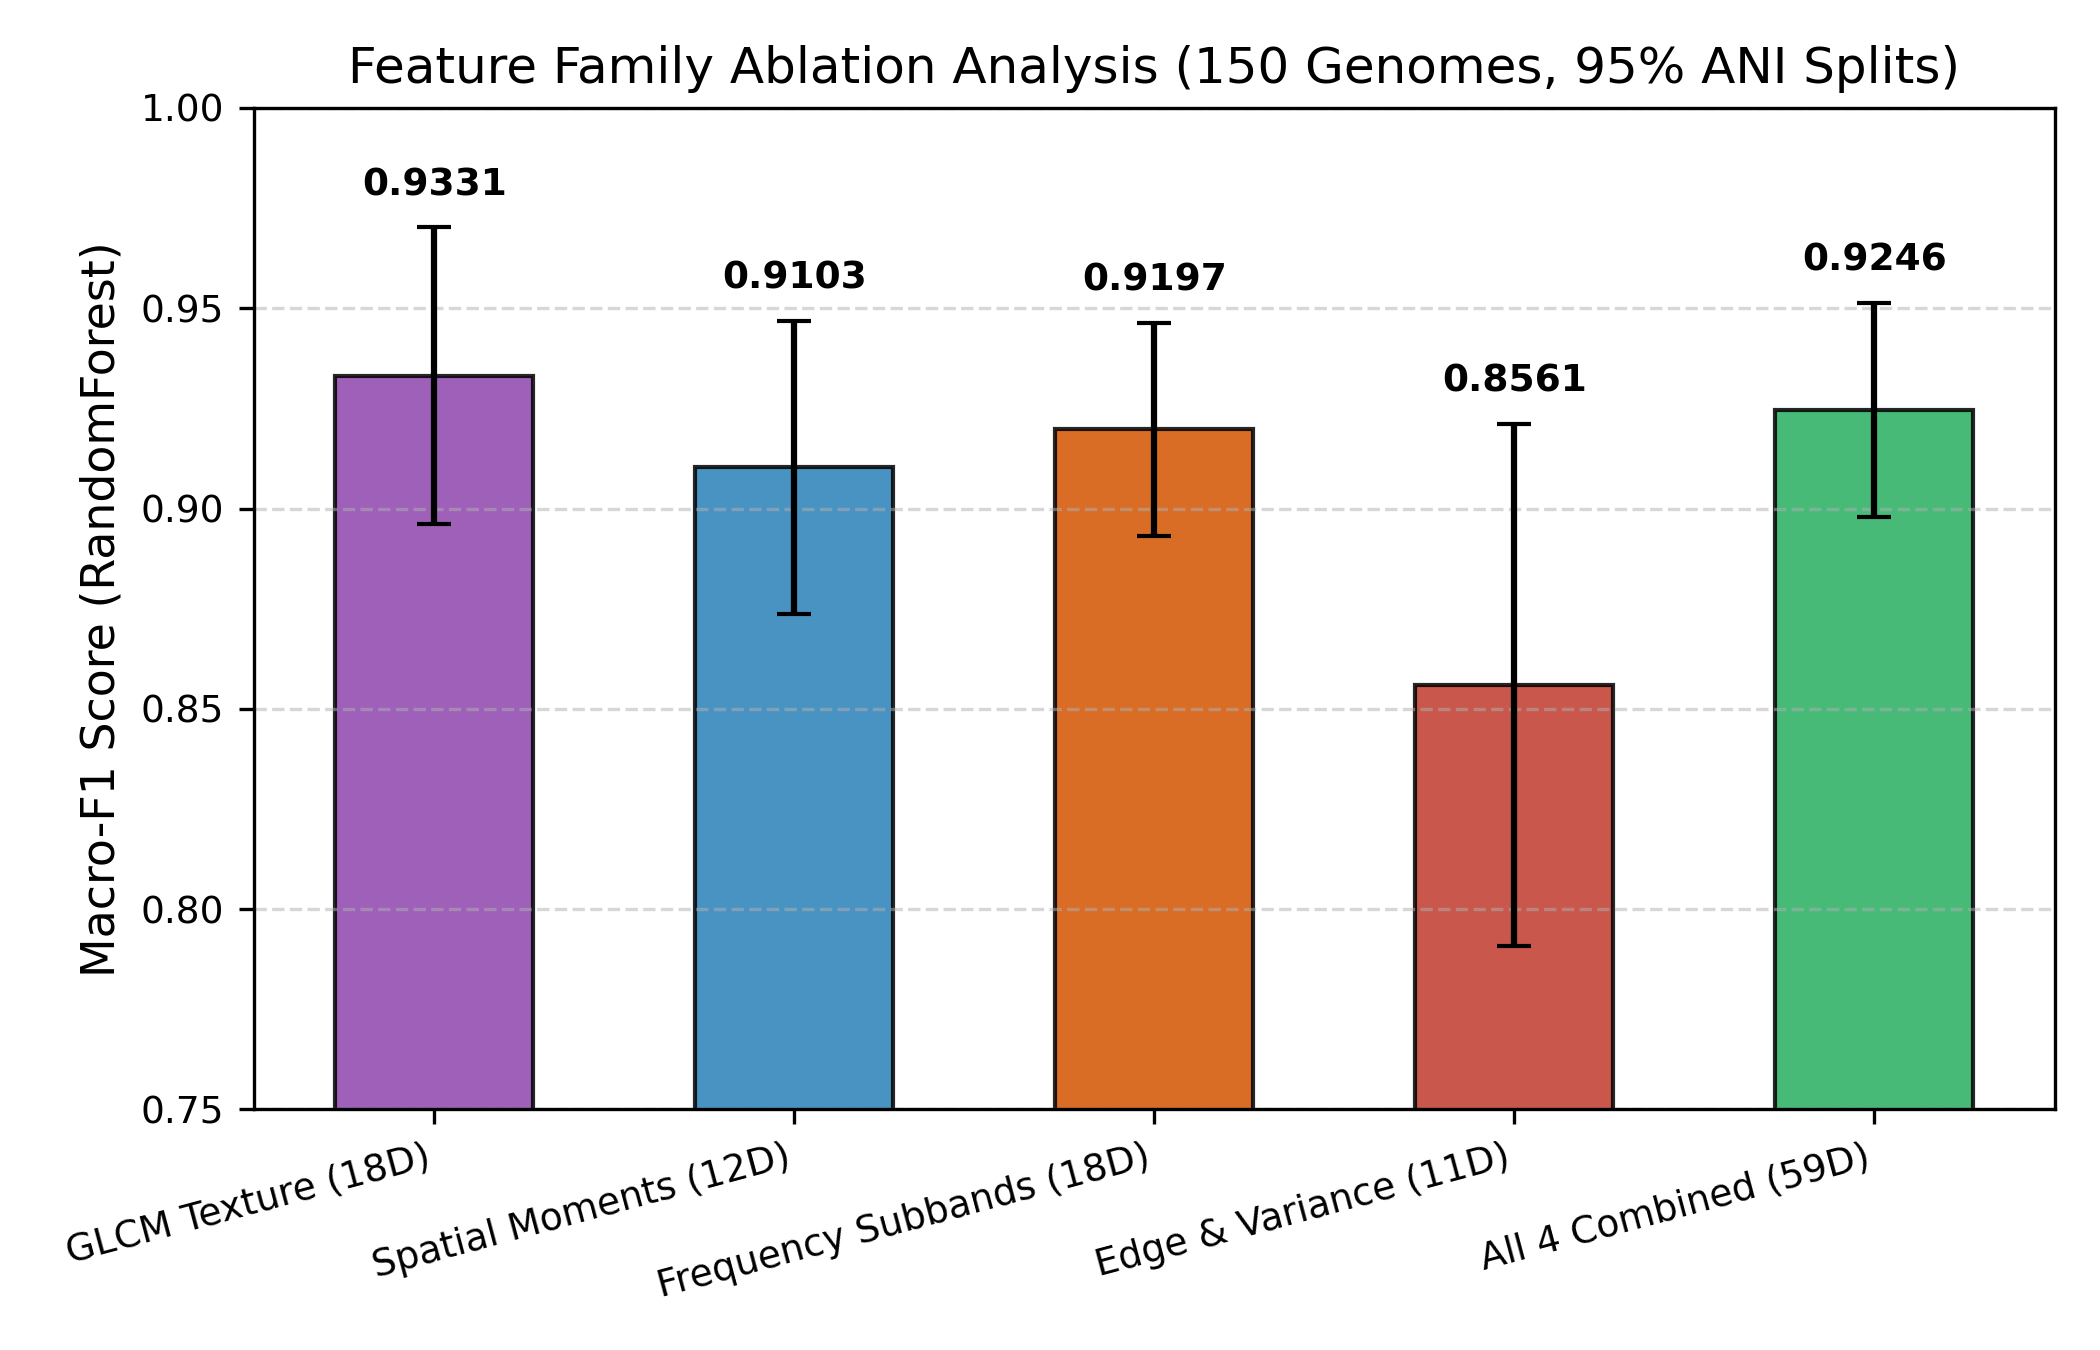 Feature Family Ablation Analysis (150 Genomes, 95% ANI Splits)
Macro-F1 Score (RandomForest)
1.00
0.95
0.90
0.85
0.80
0.75
0.9331
0.9103
0.9197
0.8561
0.9246
GLCM Texture (18D)
Spatial Moments (12D)
Frequency Subbands (18D)
Edge & Variance (11D)
All 4 Combined (59D)